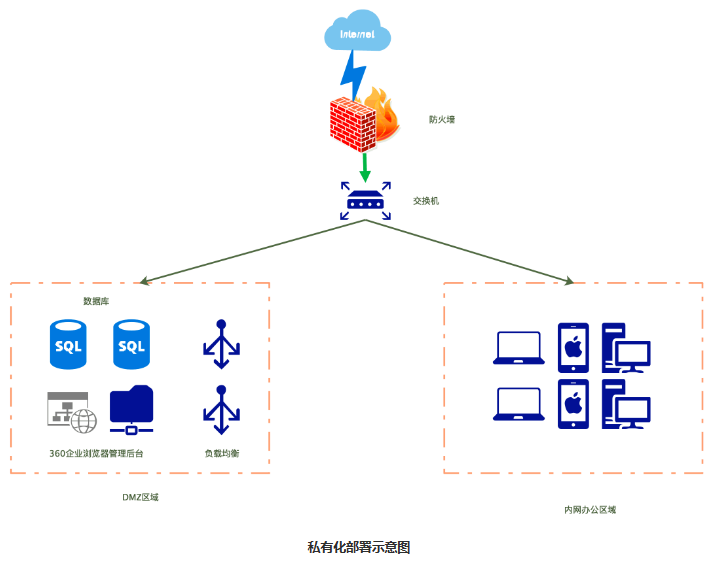 Internet
防火墙
交换机
数据库
SQL
SQL
360企业浏览器管理后台
负载均衡
DMZ区域
内网办公区域
私有化部署示意图